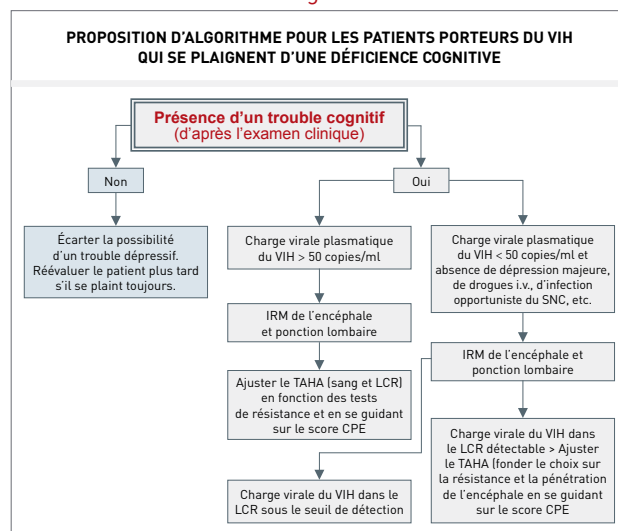 PROPOSITION D'ALGORITHME POUR LES PATIENTS PORTEURS DU VIH
QUI SE PLAIGNENT D'UNE DÉFICIENCE COGNITIVE
Présence d'un trouble cognitif
(d'après l'examen clinique)
Non
Oui
Écarter la possibilité
d'un trouble dépressif.
Réévaluer le patient plus tard
s'il se plaint toujours.
Charge virale plasmatique
du VIH > 50 copies/ml
Charge virale plasmatique
du VIH < 50 copies/ml et
absence de dépression majeure,
de drogues i.v., d'infection
opportuniste du SNC, etc.
IRM de l'encéphale
et ponction lombaire
IRM de l'encéphale et
ponction lombaire
Ajuster le TAHA (sang et LCR)
en fonction des tests
de résistance et en se guidant
sur le score CPE
Charge virale du VIH dans le
LCR sous le seuil de détection
Charge virale du VIH dans
le LCR détectable > Ajuster
le TAHA (fonder le choix sur
la résistance et la pénétration
de l'encéphale en se guidant
sur le score CPE